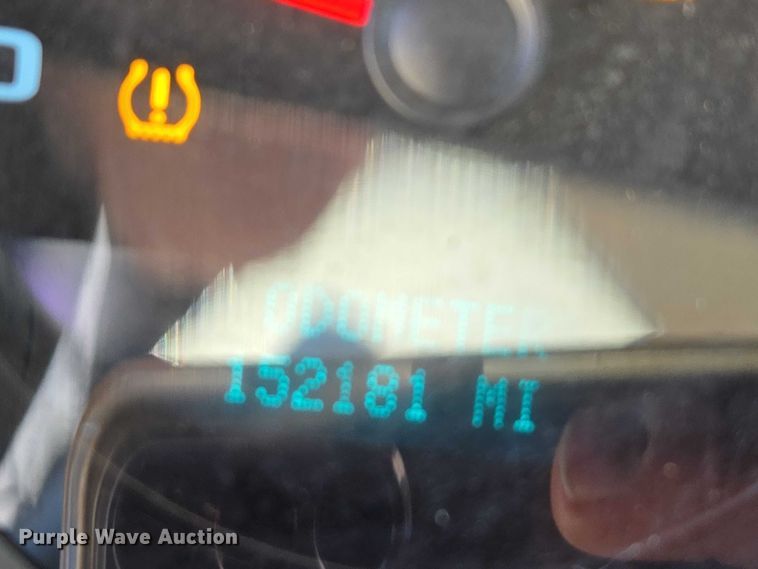 ODOMETER
152181 MI
Purple Wave Auction